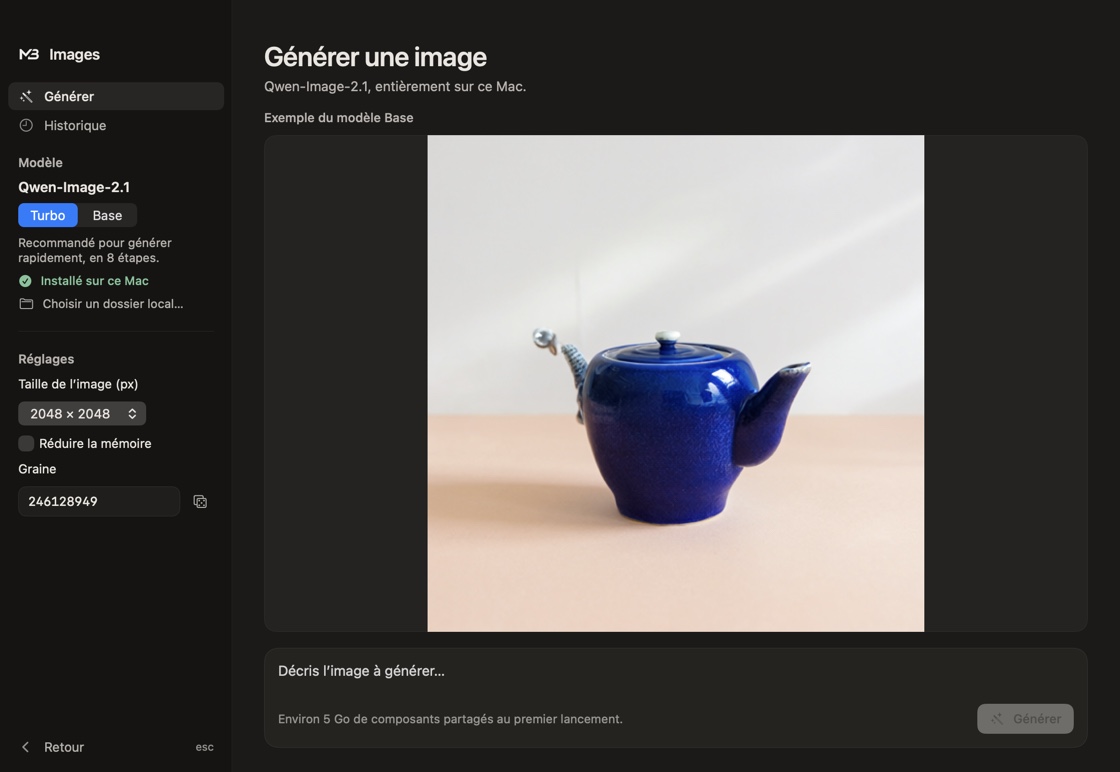 M3 Images
Générer
Historique
Modèle
Qwen-Image-2.1
Turbo
Base
Recommandé pour générer
rapidement, en 8 étapes.
Installé sur ce Mac
Choisir un dossier local…
Réglages
Taille de l’image (px)
2048 × 2048
Réduire la mémoire
Graine
246128949
Retour
esc
Générer une image
Qwen-Image-2.1, entièrement sur ce Mac.
Exemple du modèle Base
Décris l’image à générer…
Environ 5 Go de composants partagés au premier lancement.
Générer